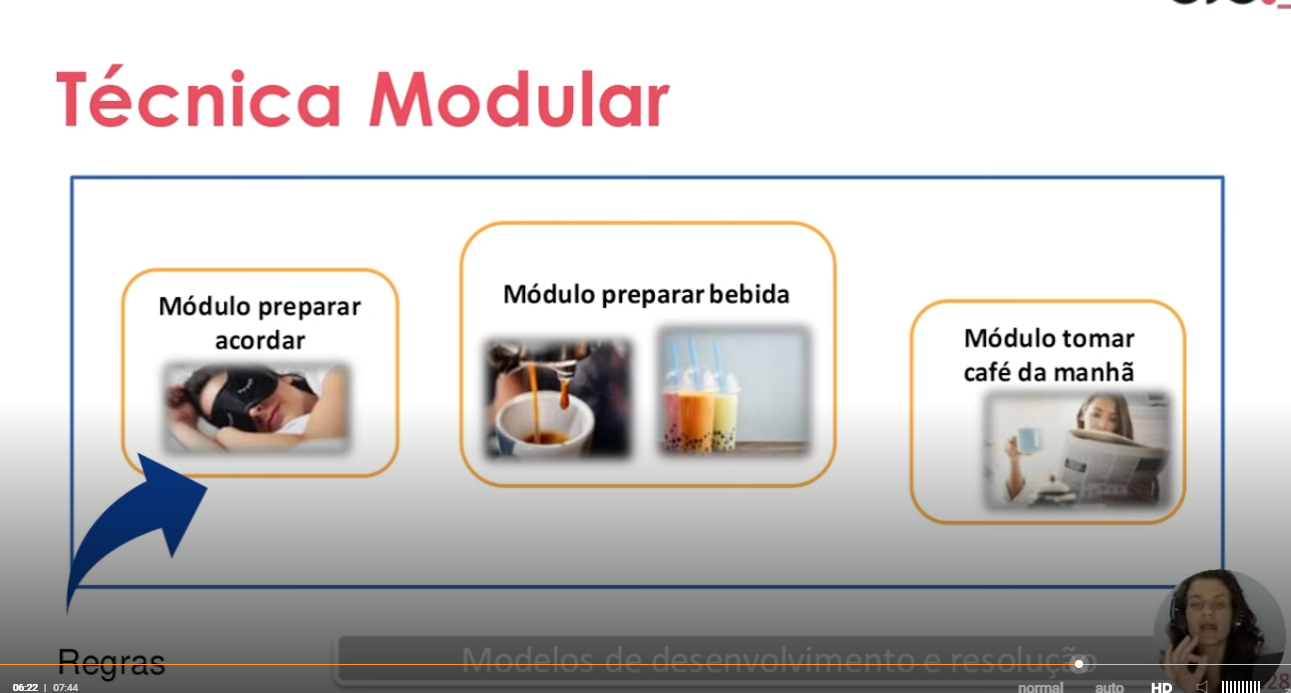 Técnica Modular
Módulo preparar
acordar
Módulo preparar bebida
Módulo tomar
café da manhã
Regras
Modelos de desenvolvimento e resolução
28
06:22 | 07:44
normal
auto
HD